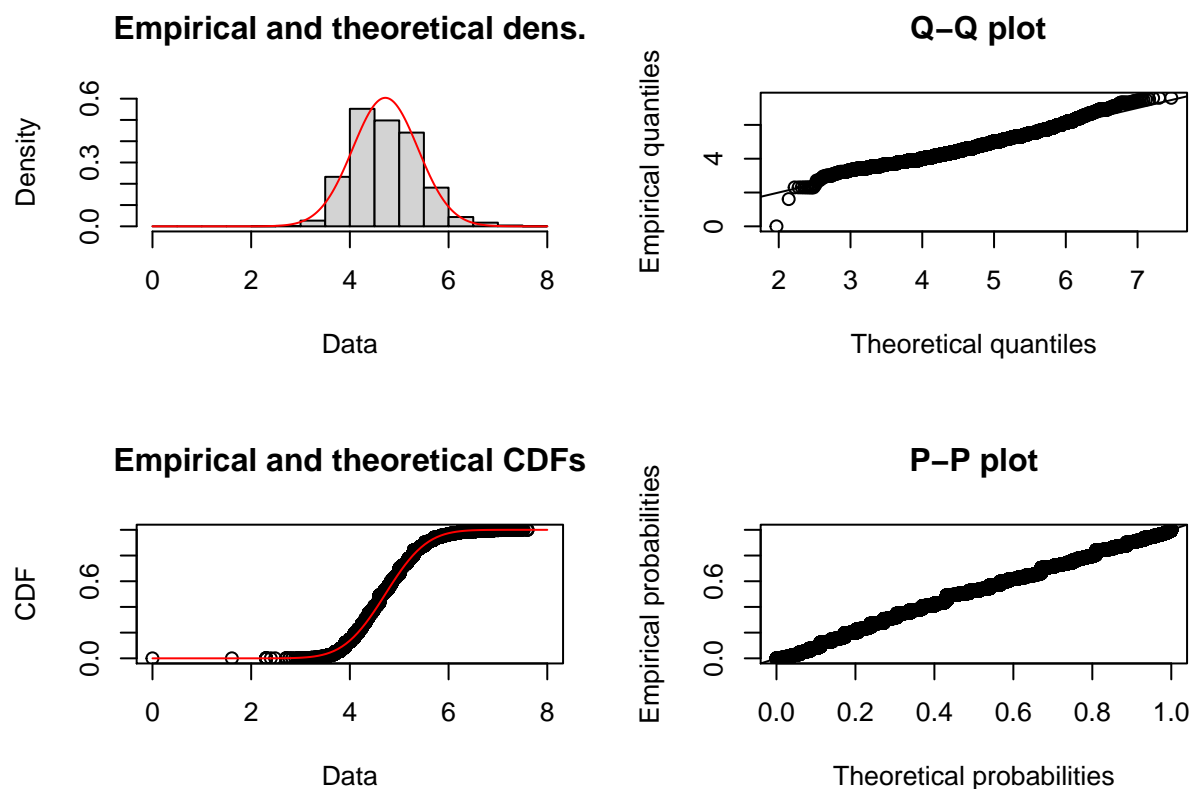 Empirical and theoretical dens.
Density
0.0 0.3 0.6
0 2 4 6 8
Data
Q−Q plot
Empirical quantiles
0 4
2 3 4 5 6 7
Theoretical quantiles
Empirical and theoretical CDFs
CDF
0.0 0.6
0 2 4 6 8
Data
P−P plot
Empirical probabilities
0.0 0.6
0.0 0.2 0.4 0.6 0.8 1.0
Theoretical probabilities